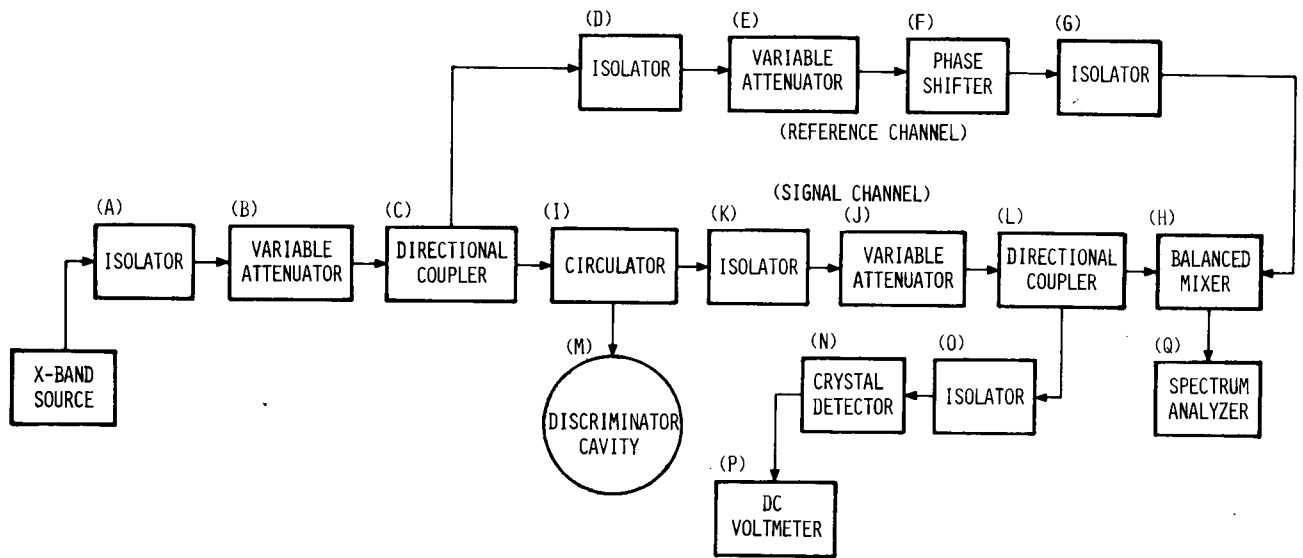 (D)
(E)
(F)
(G)
ISOLATOR
VARIABLE
ATTENUATOR
PHASE
SHIFTER
ISOLATOR
(REFERENCE CHANNEL)
(SIGNAL CHANNEL)
(A)
(B)
(C)
(I)
(K)
(J)
(L)
(H)
ISOLATOR
VARIABLE
ATTENUATOR
DIRECTIONAL
COUPLER
CIRCULATOR
ISOLATOR
VARIABLE
ATTENUATOR
DIRECTIONAL
COUPLER
BALANCED
MIXER
X-BAND
SOURCE
(M)
DISCRIMINATOR
CAVITY
(N)
CRYSTAL
DETECTOR
(O)
ISOLATOR
(Q)
SPECTRUM
ANALYZER
(P)
DC
VOLTMETER